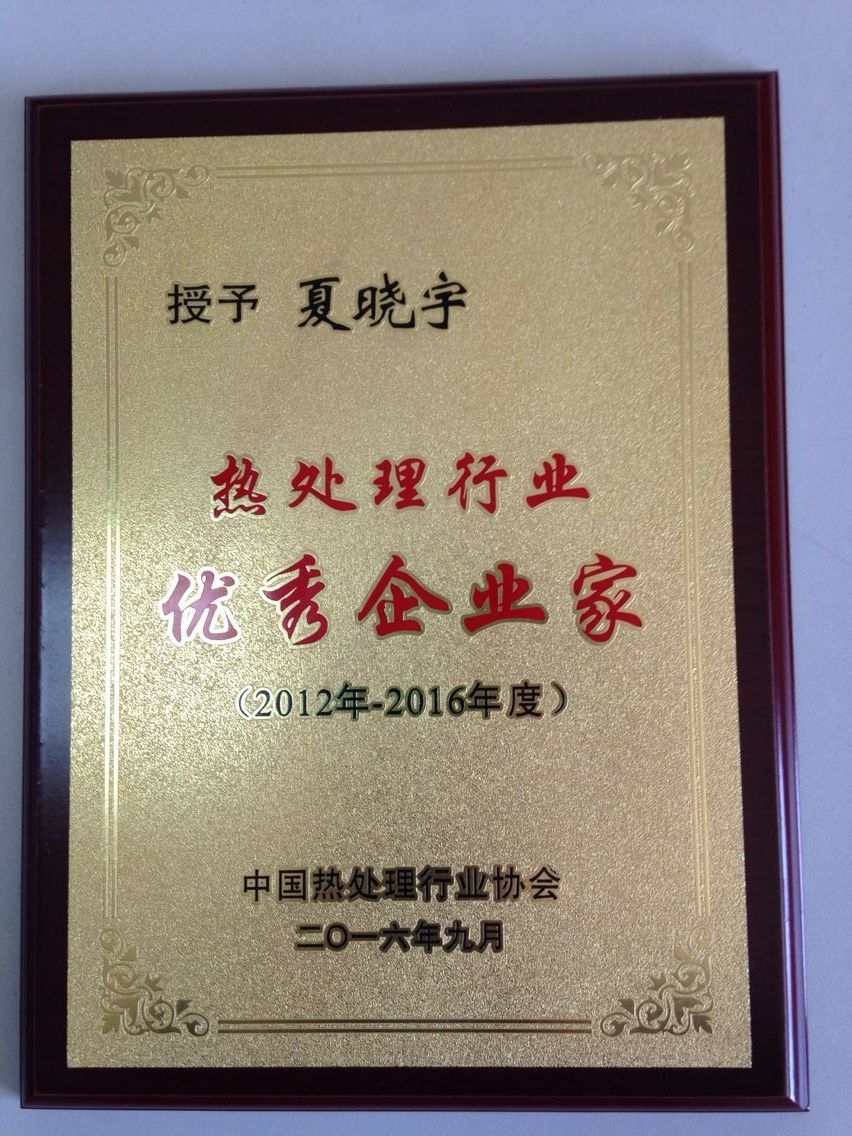 授予 夏晓宇
热处理行业
优秀企业家
（2012年-2016年度）
中国热处理行业协会
二〇一六年九月